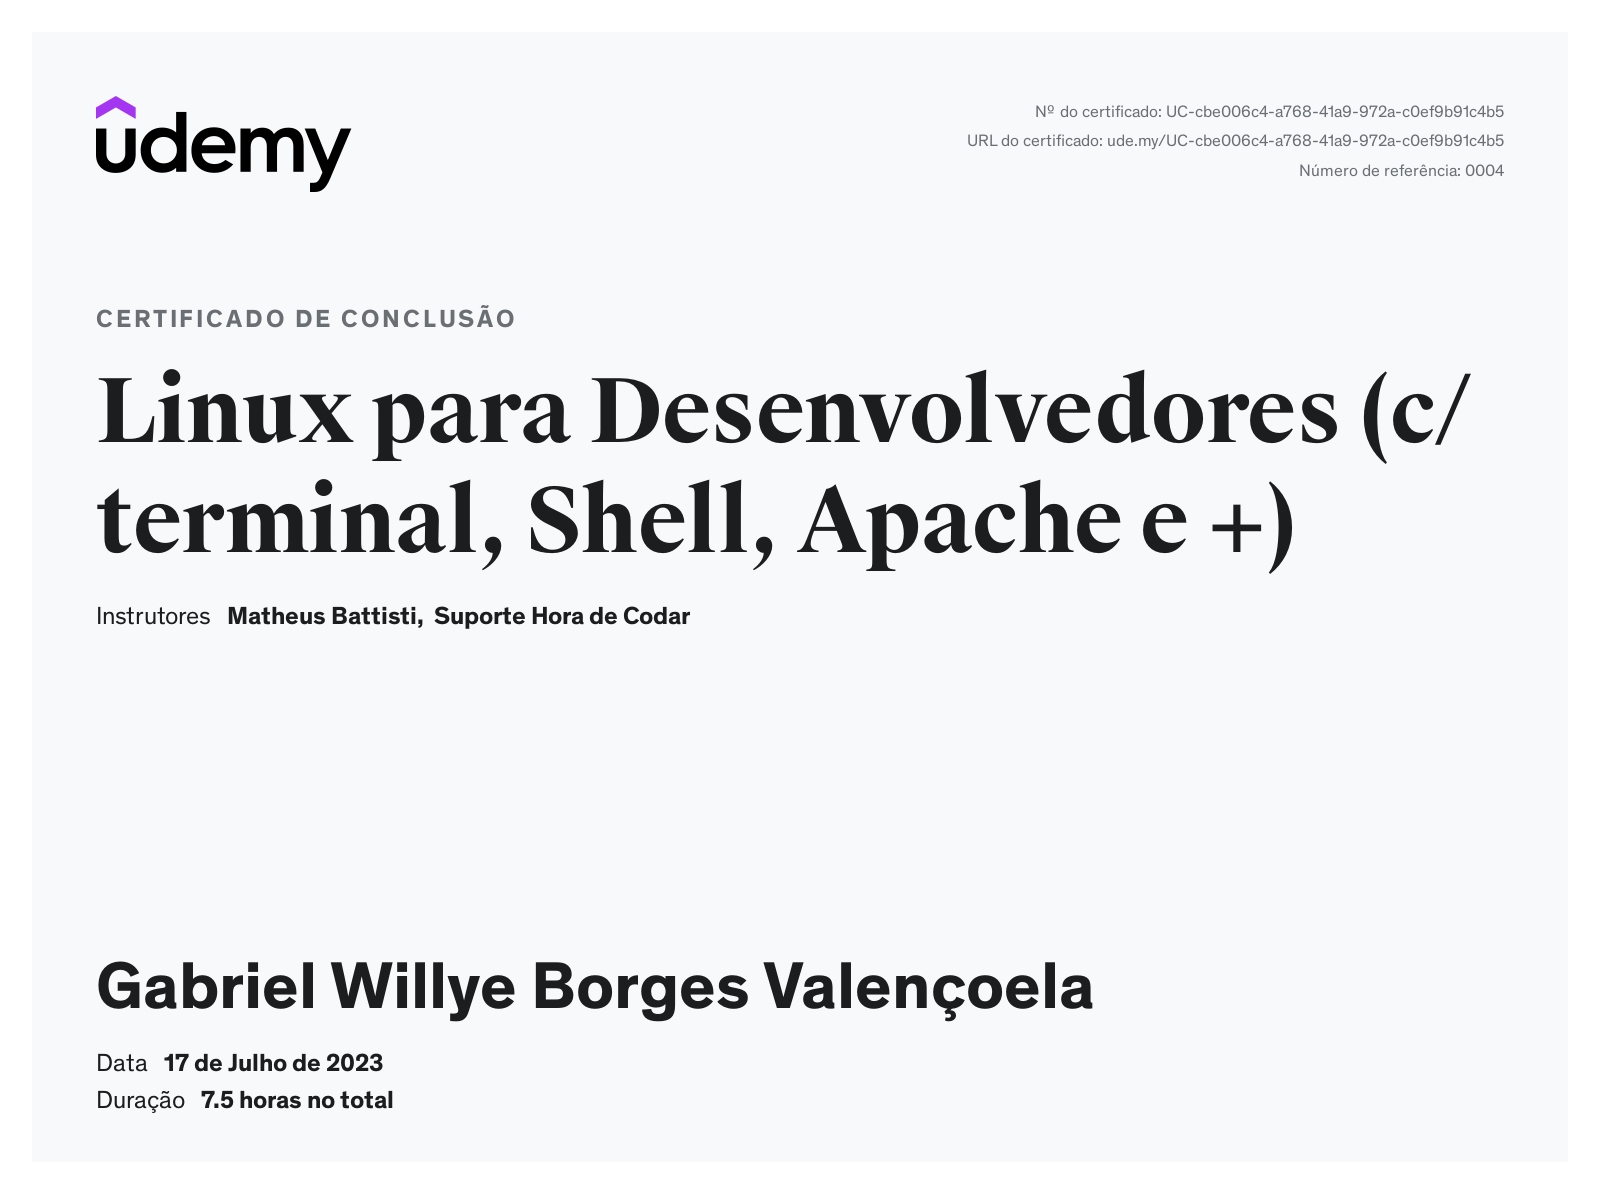 udemy
Nº do certificado: UC-cbe006c4-a768-41a9-972a-c0ef9b91c4b5
URL do certificado: ude.my/UC-cbe006c4-a768-41a9-972a-c0ef9b91c4b5
Número de referência: 0004
CERTIFICADO DE CONCLUSÃO
Linux para Desenvolvedores (c/
terminal, Shell, Apache e +)
Instrutores Matheus Battisti, Suporte Hora de Codar
Gabriel Willye Borges Valençoela
Data 17 de Julho de 2023
Duração 7.5 horas no total